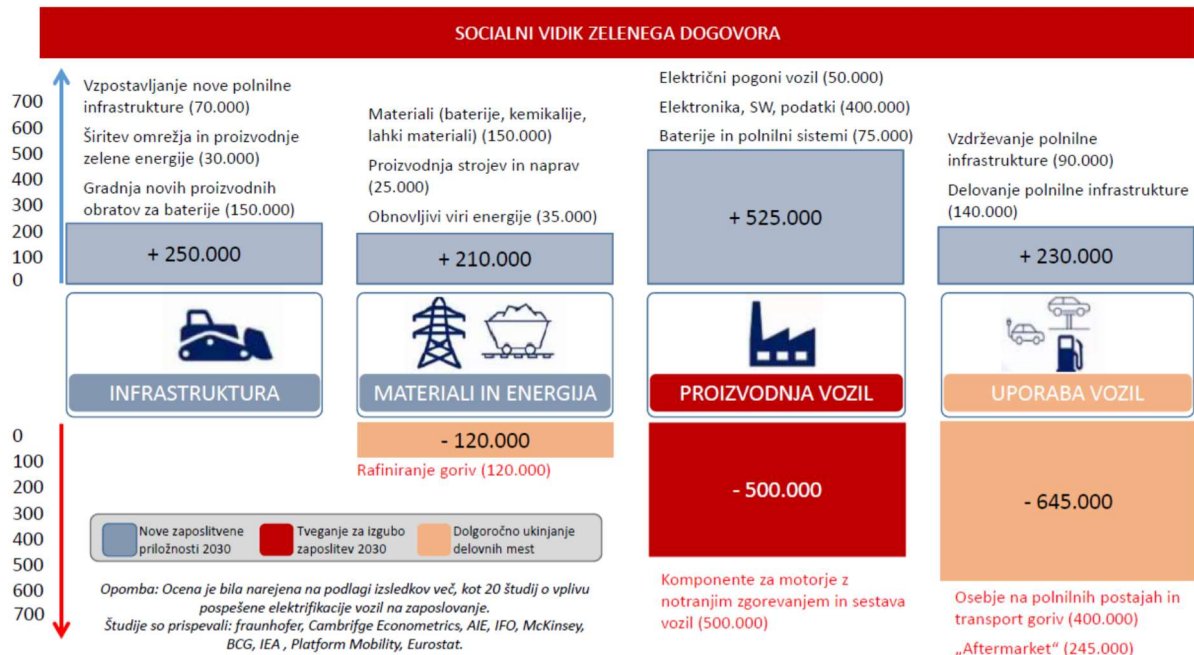 SOCIALNI VIDIK ZELENEGA DOGOVORA
700
600
500
400
300
200
100
0
Vzpostavljanje nove polnilne
infrastrukture (70.000)
Širitev omrežja in proizvodnje
zelene energije (30.000)
Gradnja novih proizvodnih
obratov za baterije (150.000)
+ 250.000
INFRASTRUKTURA
Materiali (baterije, kemikalije,
lahki materiali) (150.000)
Proizvodnja strojev in naprav
(25.000)
Obnovljivi viri energije (35.000)
+ 210.000
MATERIALI IN ENERGIJA
- 120.000
Rafiniranje goriv (120.000)
Električni pogoni vozil (50.000)
Elektronika, SW, podatki (400.000)
Baterije in polnilni sistemi (75.000)
+ 525.000
PROIZVODNJA VOZIL
- 500.000
Komponente za motorje z
notranjim zgorevanjem in sestava
vozil (500.000)
Vzdrževanje polnilne
infrastrukture (90.000)
Delovanje polnilne infrastrukture
(140.000)
+ 230.000
UPORABA VOZIL
- 645.000
Osebje na polnilnih postajah in
transport goriv (400.000)
„Aftermarket“ (245.000)
0
100
200
300
400
500
600
700
Nove zaposlitvene
priložnosti 2030
Tveganje za izgubo
zaposlitev 2030
Dolgoročno ukinjanje
delovnih mest
Opomba: Ocena je bila narejena na podlagi izsledkov več, kot 20 študij o vplivu
pospešene elektrifikacije vozil na zaposlovanje.
Študije so prispevali: fraunhofer, Cambrifge Econometrics, AIE, IFO, McKinsey,
BCG, IEA , Platform Mobility, Eurostat.